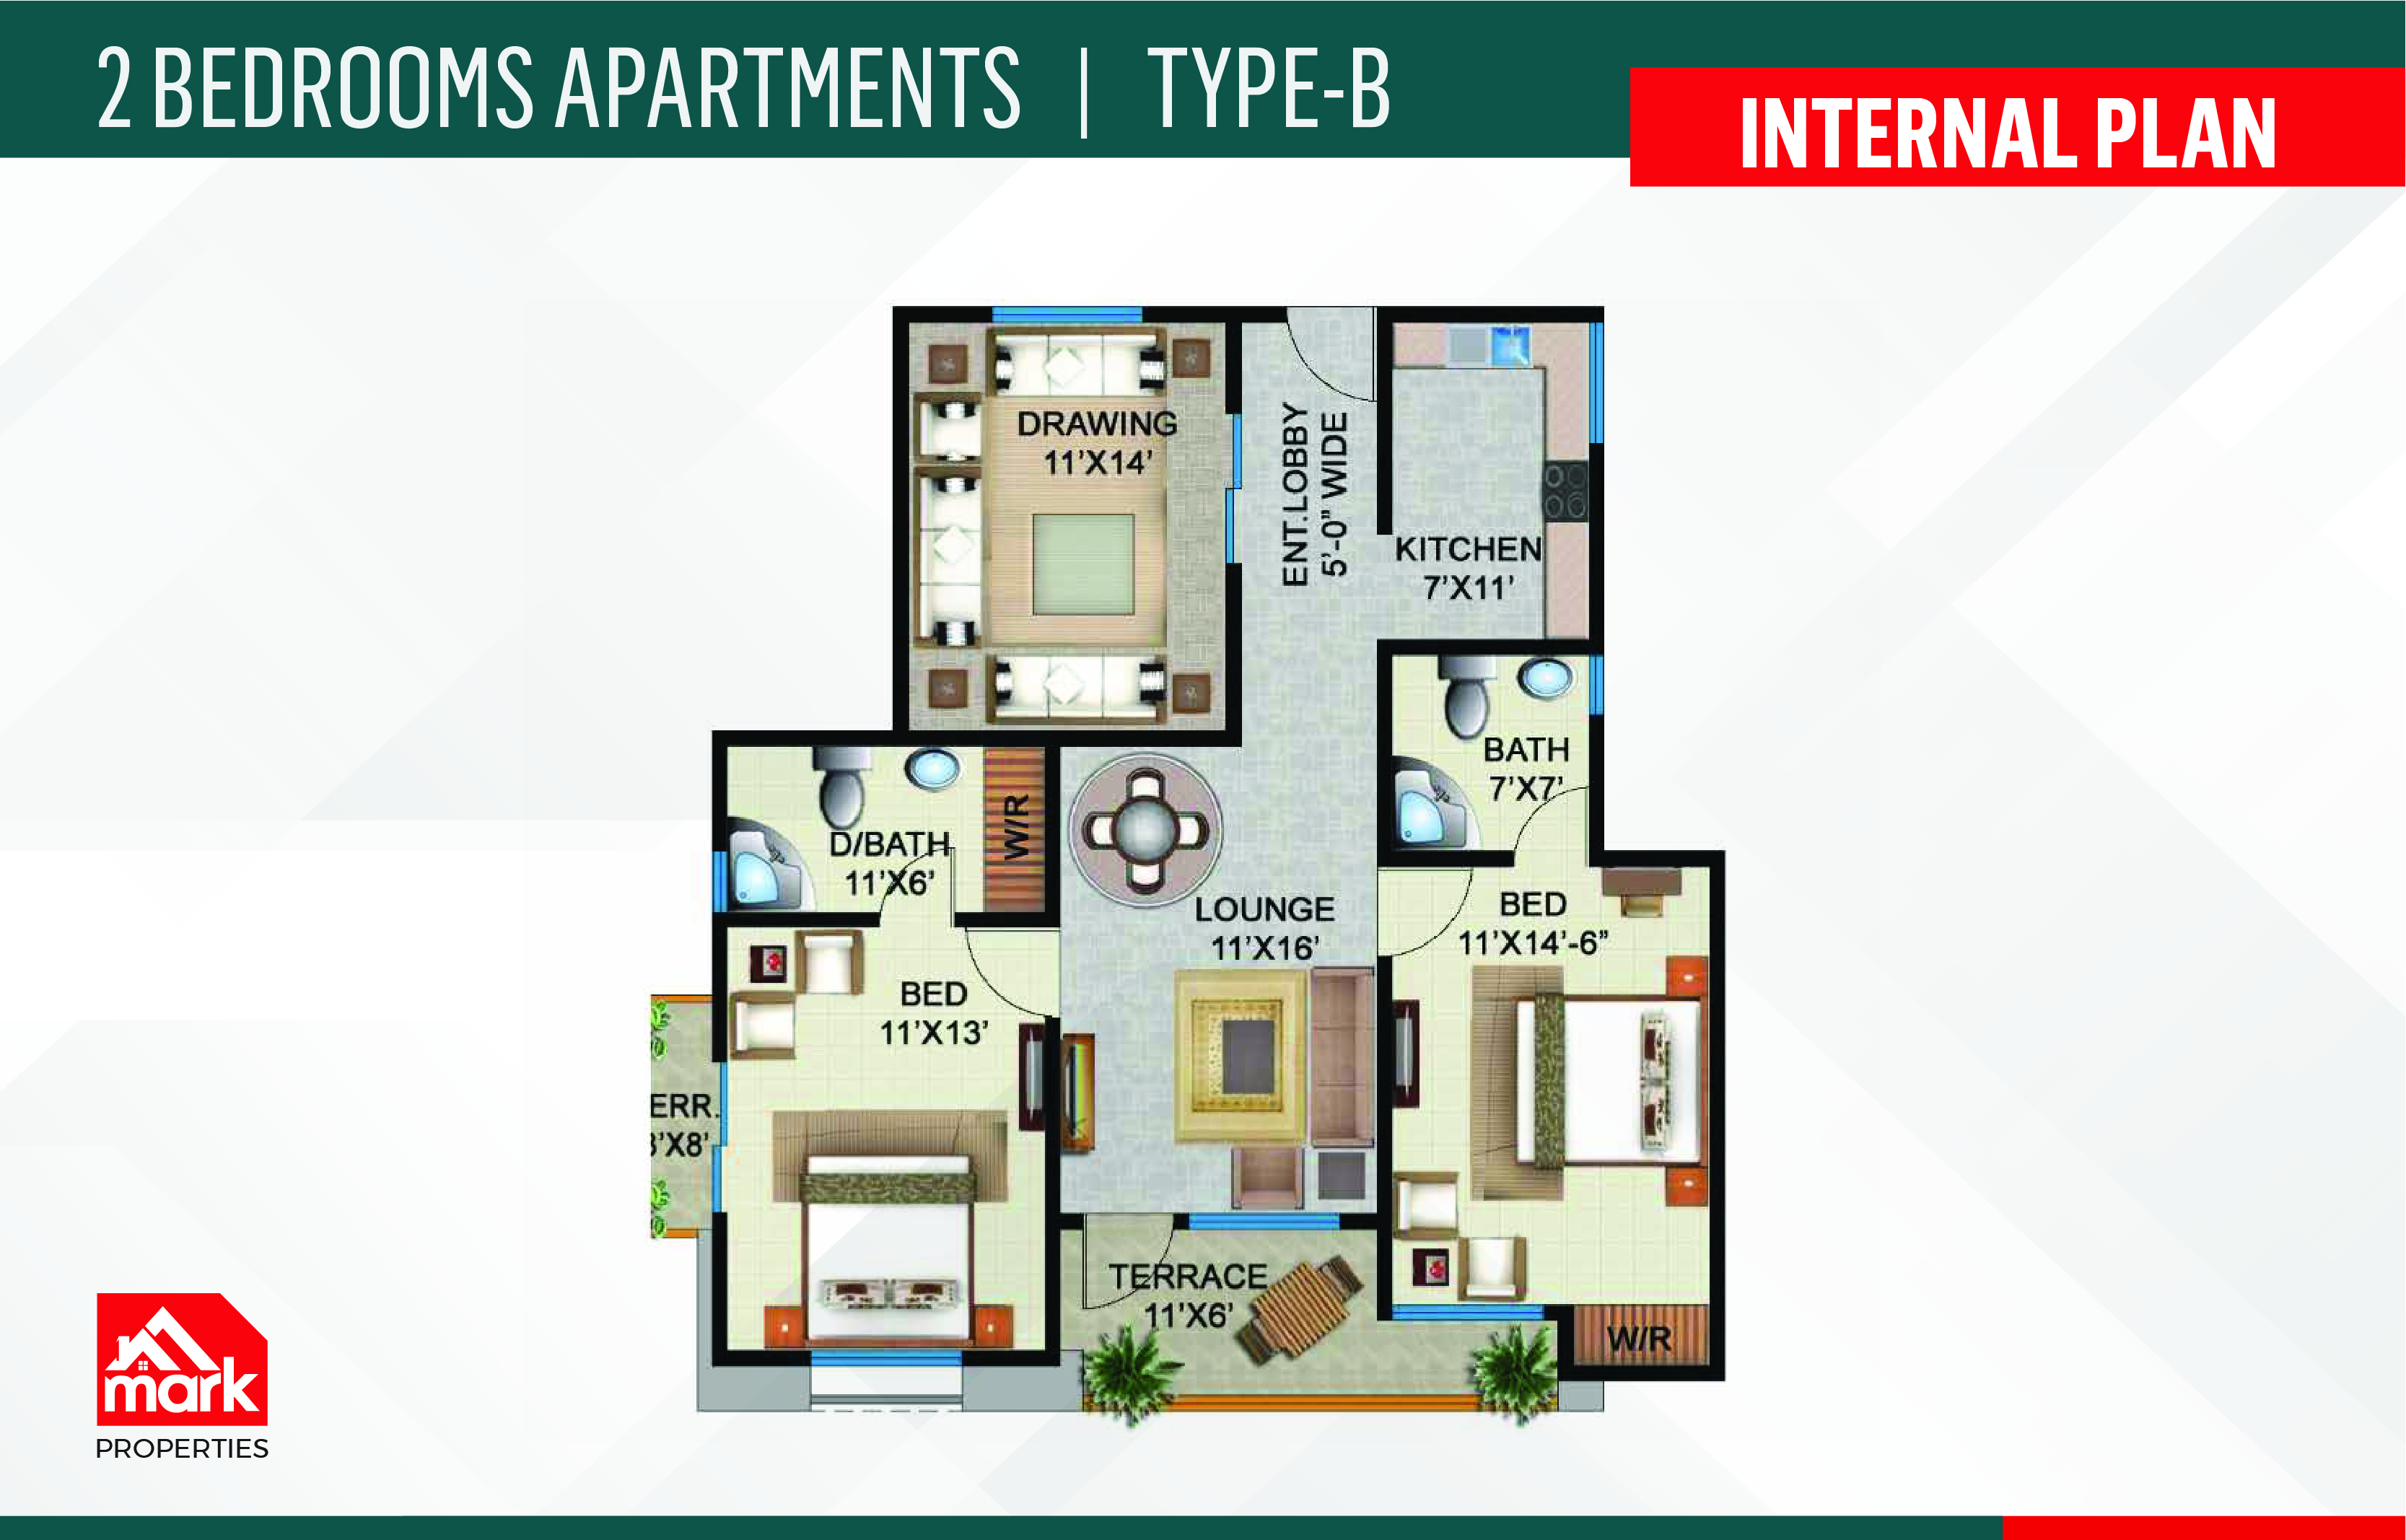 2 BEDROOMS APARTMENTS | TYPE-B
INTERNAL PLAN
DRAWING
11'X14'
ENT.LOBBY
5'-0" WIDE
KITCHEN
7'X11'
BATH
7'X7'
D/BATH
11'X6'
W/R
LOUNGE
11'X16'
BED
11'X14'-6"
BED
11'X13'
ERR.
3'X8'
TERRACE
11'X6'
W/R
mark
PROPERTIES